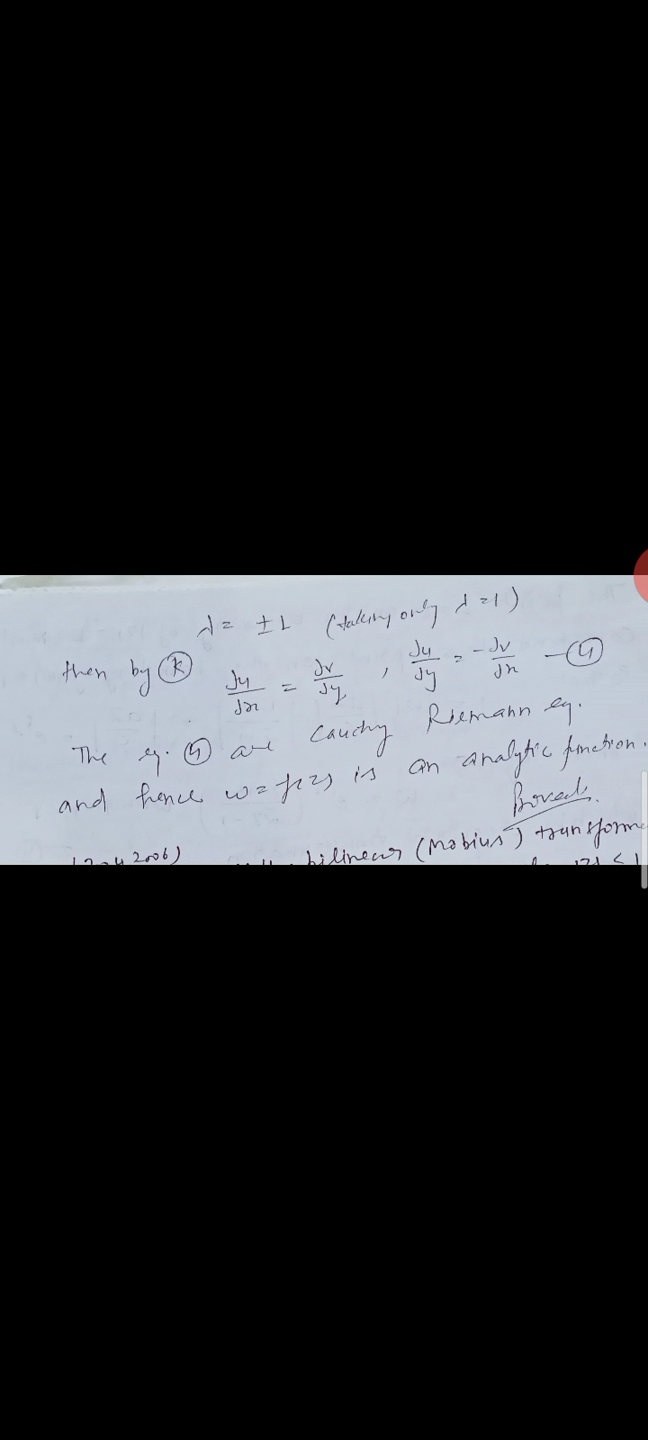 λ = ±1 (taking only λ=1)
then by (*) ∂u/∂x = ∂v/∂y , ∂u/∂y = -∂v/∂x —(4)
The eq. (4) are Cauchy Riemann eq.
and hence w = f(z) is an analytic function.
Proved.
2006) bilinear (Mobius) transform